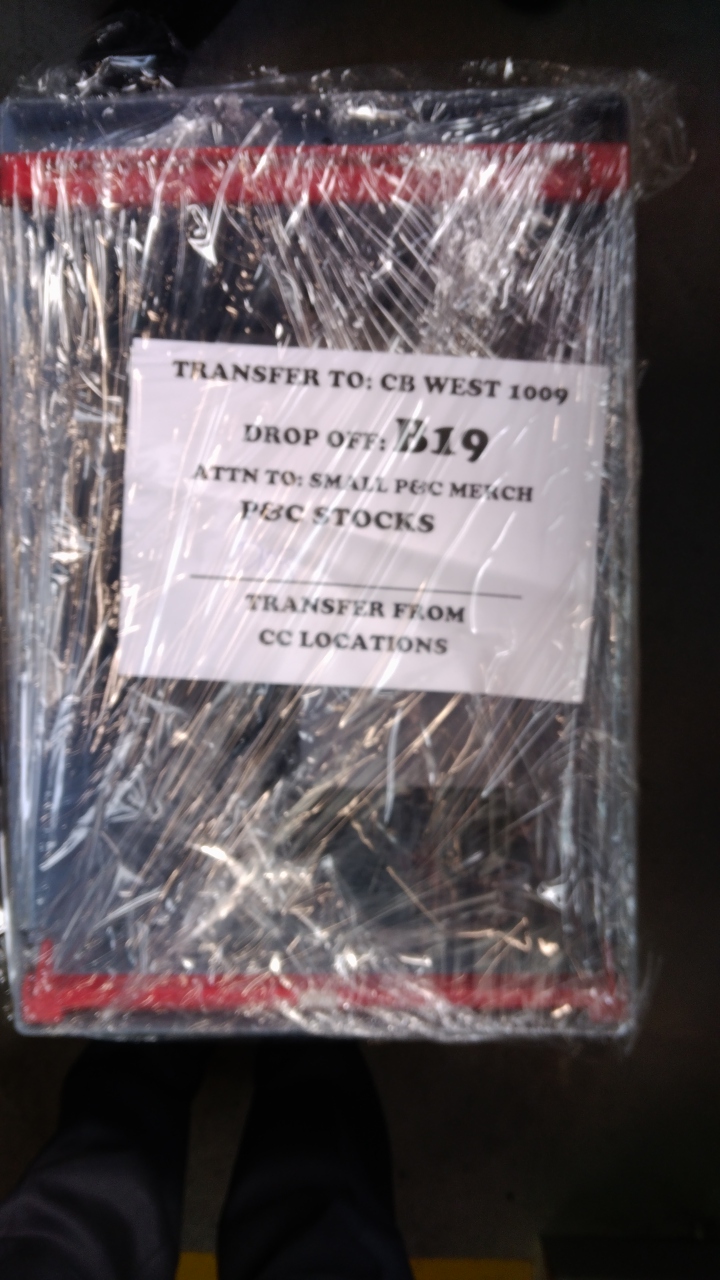 TRANSFER TO: CB WEST 1009
DROP OFF: B19
ATTN TO: SMALL P&C MERCH
P&C STOCKS
TRANSFER FROM
CC LOCATIONS